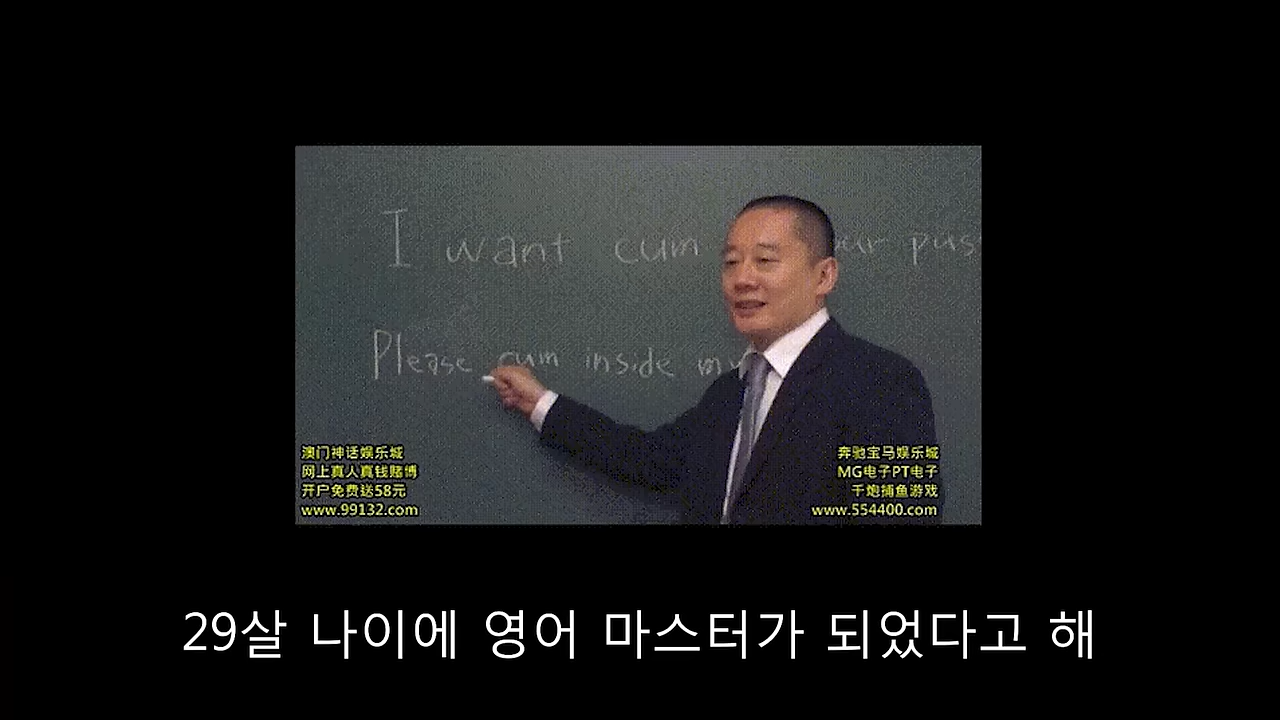 I want cum
Please cum inside my
澳门神话娱乐城
网上真人真钱赌博
开户免费送58元
www.99132.com
奔驰宝马娱乐城
MG电子PT电子
千炮捕鱼游戏
www.554400.com
29살 나이에 영어 마스터가 되었다고 해